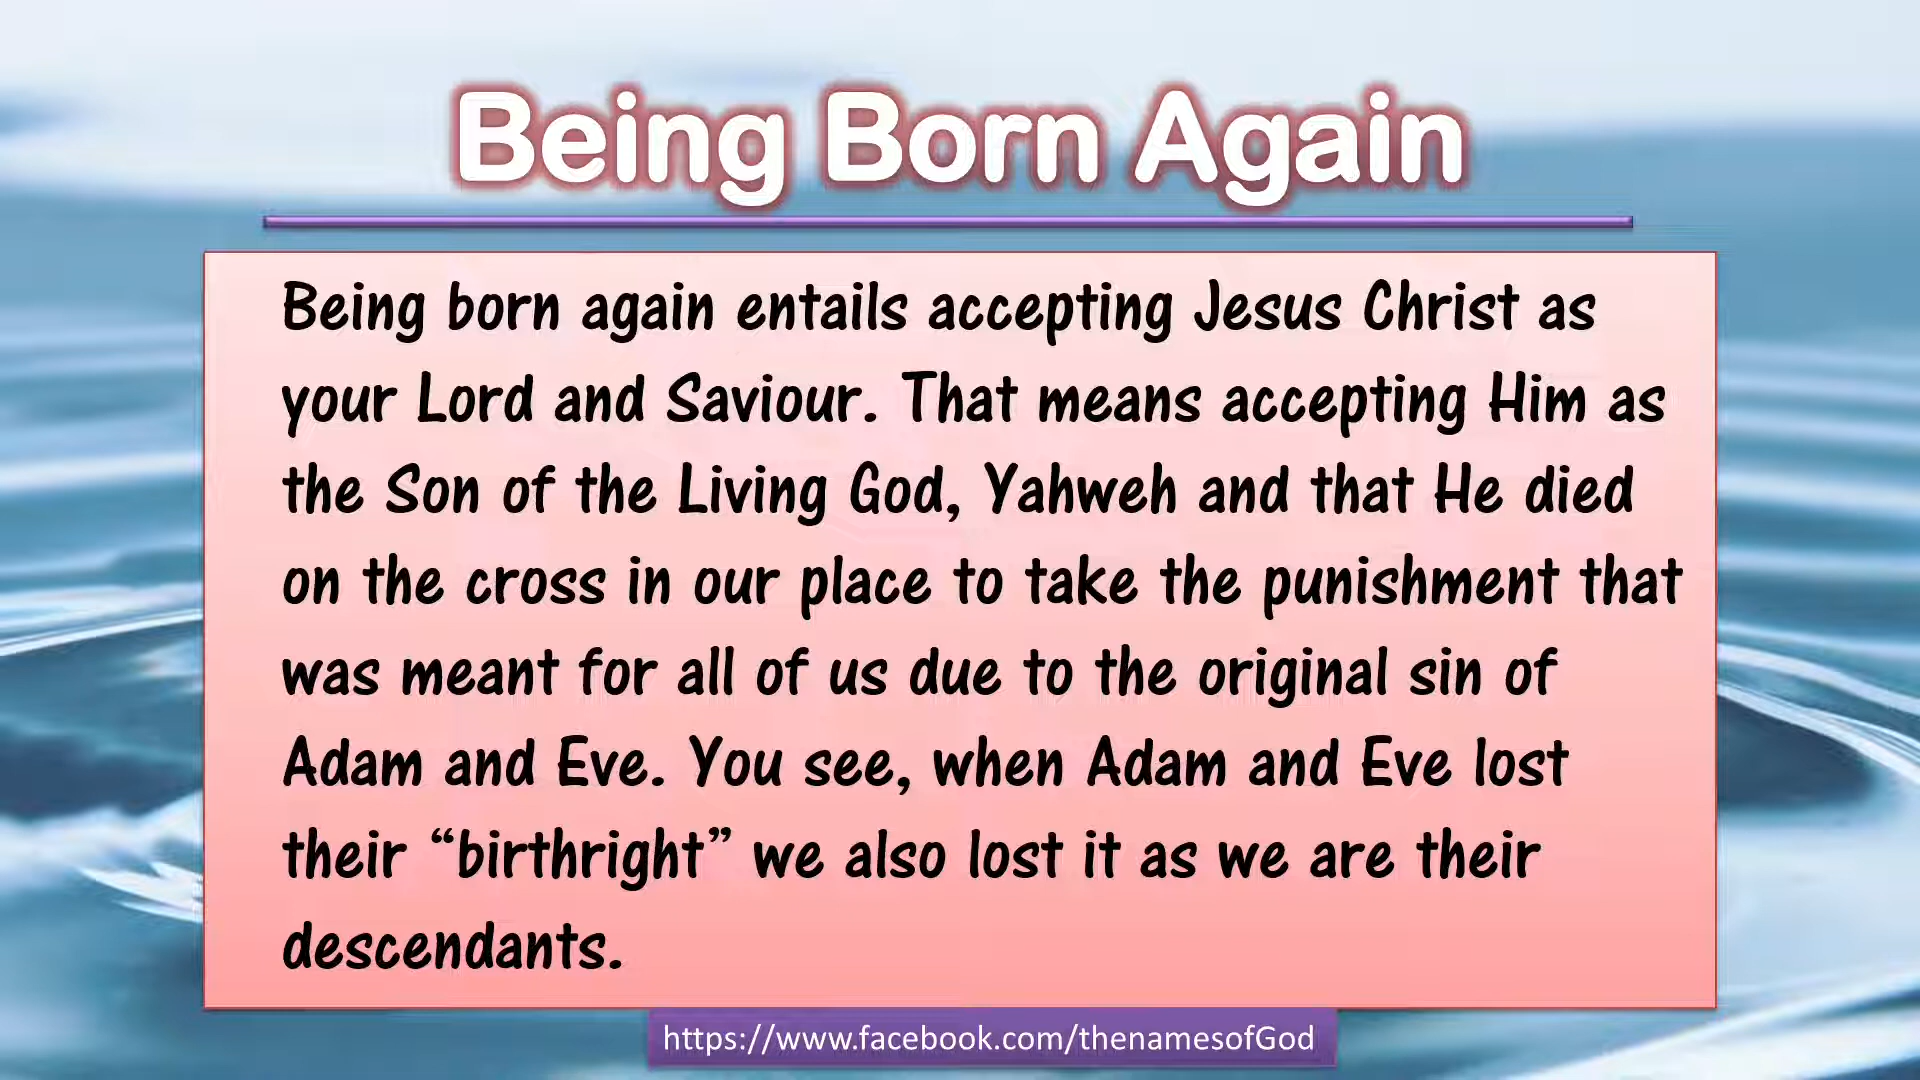 Being Born Again
Being born again entails accepting Jesus Christ as
your Lord and Saviour. That means accepting Him as
the Son of the Living God, Yahweh and that He died
on the cross in our place to take the punishment that
was meant for all of us due to the original sin of
Adam and Eve. You see, when Adam and Eve lost
their “birthright” we also lost it as we are their
descendants.
https://www.facebook.com/thenamesofGod